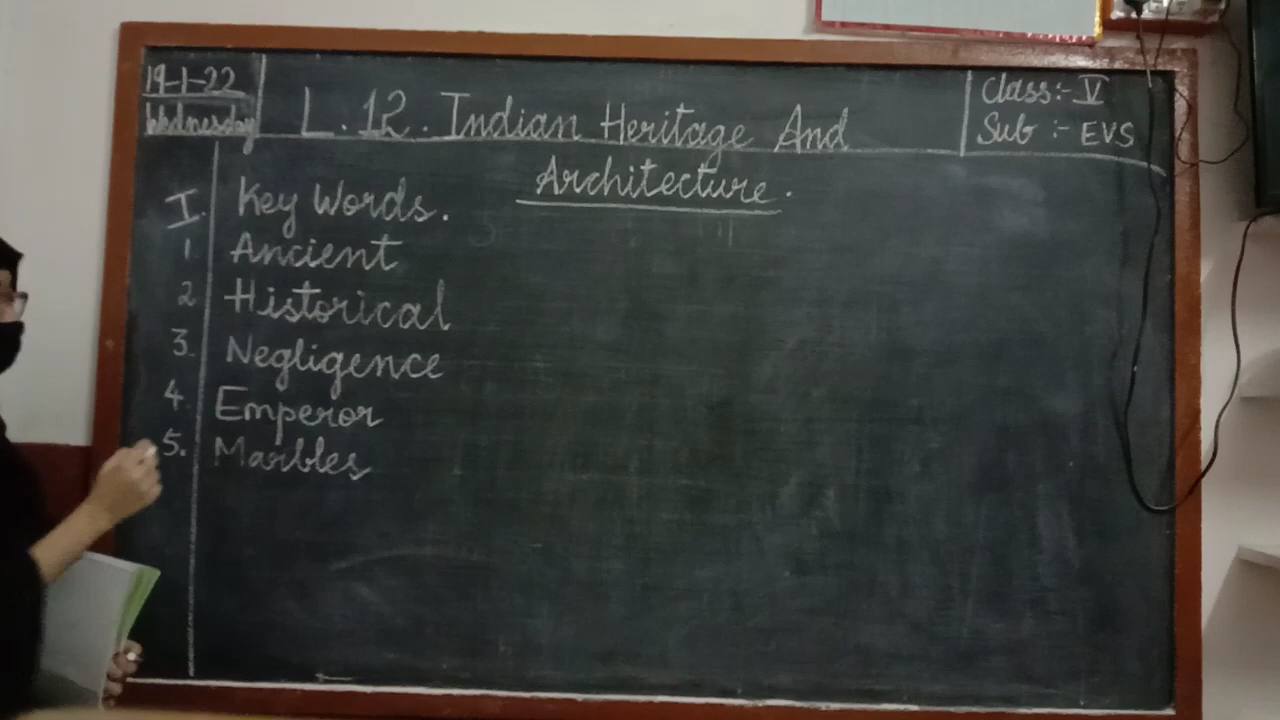 19-1-22
Wednesday
L. 12. Indian Heritage And
Architecture.
Class:- V
Sub :- EVS
I. Key Words.
1. Ancient
2 Historical
3. Negligence
4. Emperor
5. Marbles